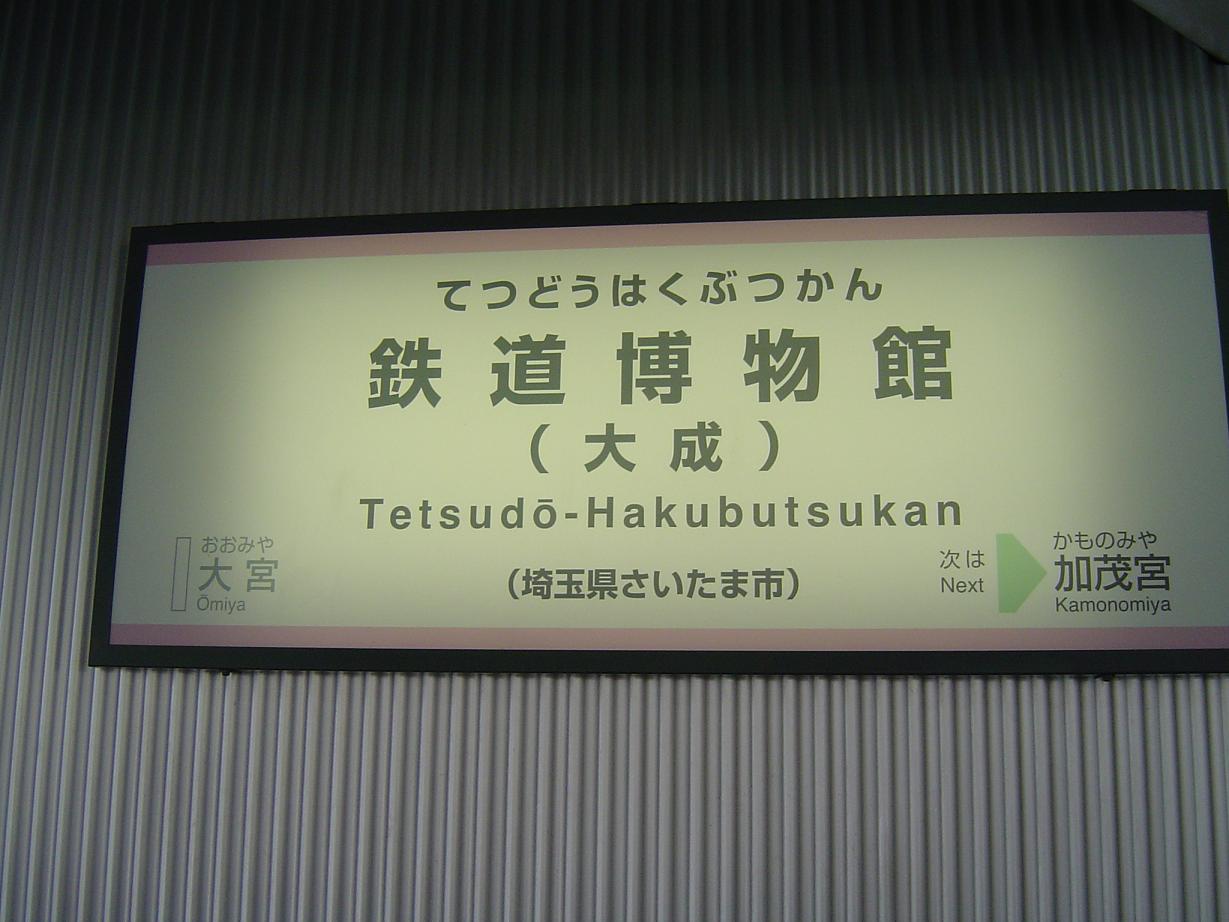 てつどうはくぶつかん
鉄道博物館
（大成）
Tetsudō-Hakubutsukan
（埼玉県さいたま市）
おおみや
大宮
Ōmiya
次は
Next
かものみや
加茂宮
Kamonomiya